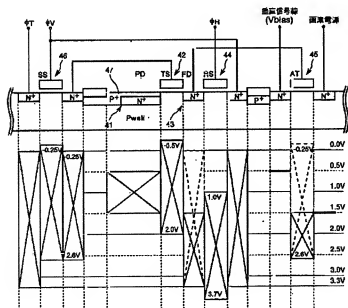 φT
φV
φH
垂直信号線
(Vbias)
画素電源
46
42
44
45
SS
47
PD
TS
FD
RS
AT
N+
N+
P+
N+
N+
N+
P+
N+
N+
41
Pwell
43
-0.25V
-0.25V
-0.5V
-0.25V
0.0V
0.5V
1.0V
1.0V
1.5V
2.0V
2.0V
2.6V
2.6V
2.5V
3.0V
3.3V
3.7V